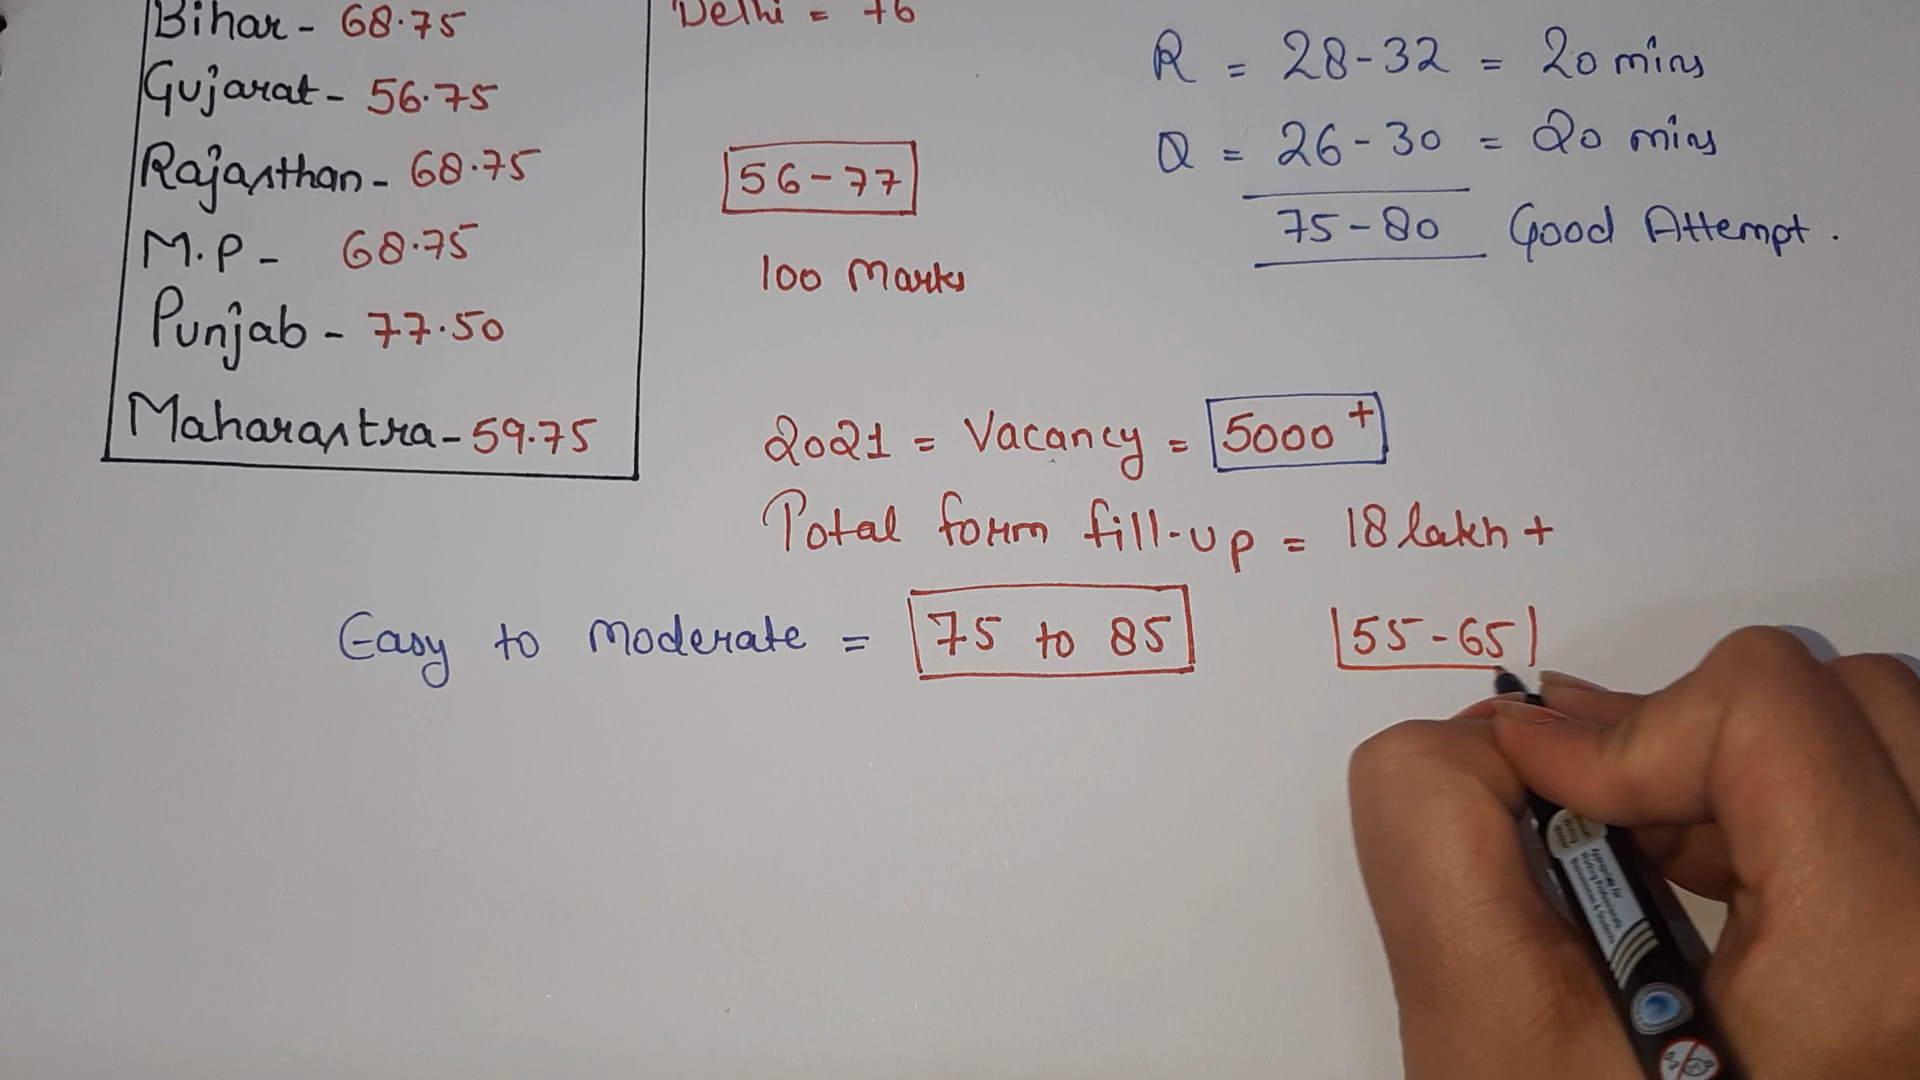 Bihar - 68.75
Gujarat - 56.75
Rajasthan - 68.75
M.P - 68.75
Punjab - 77.50
Maharastra - 59.75
Delhi = 76
56-77
100 Marks
R = 28-32 = 20 mins
Q = 26-30 = 20 mins
75-80 Good Attempt.
2021 = Vacancy = 5000+
Total form fill-up = 18 lakh +
Easy to moderate = 75 to 85
55-65